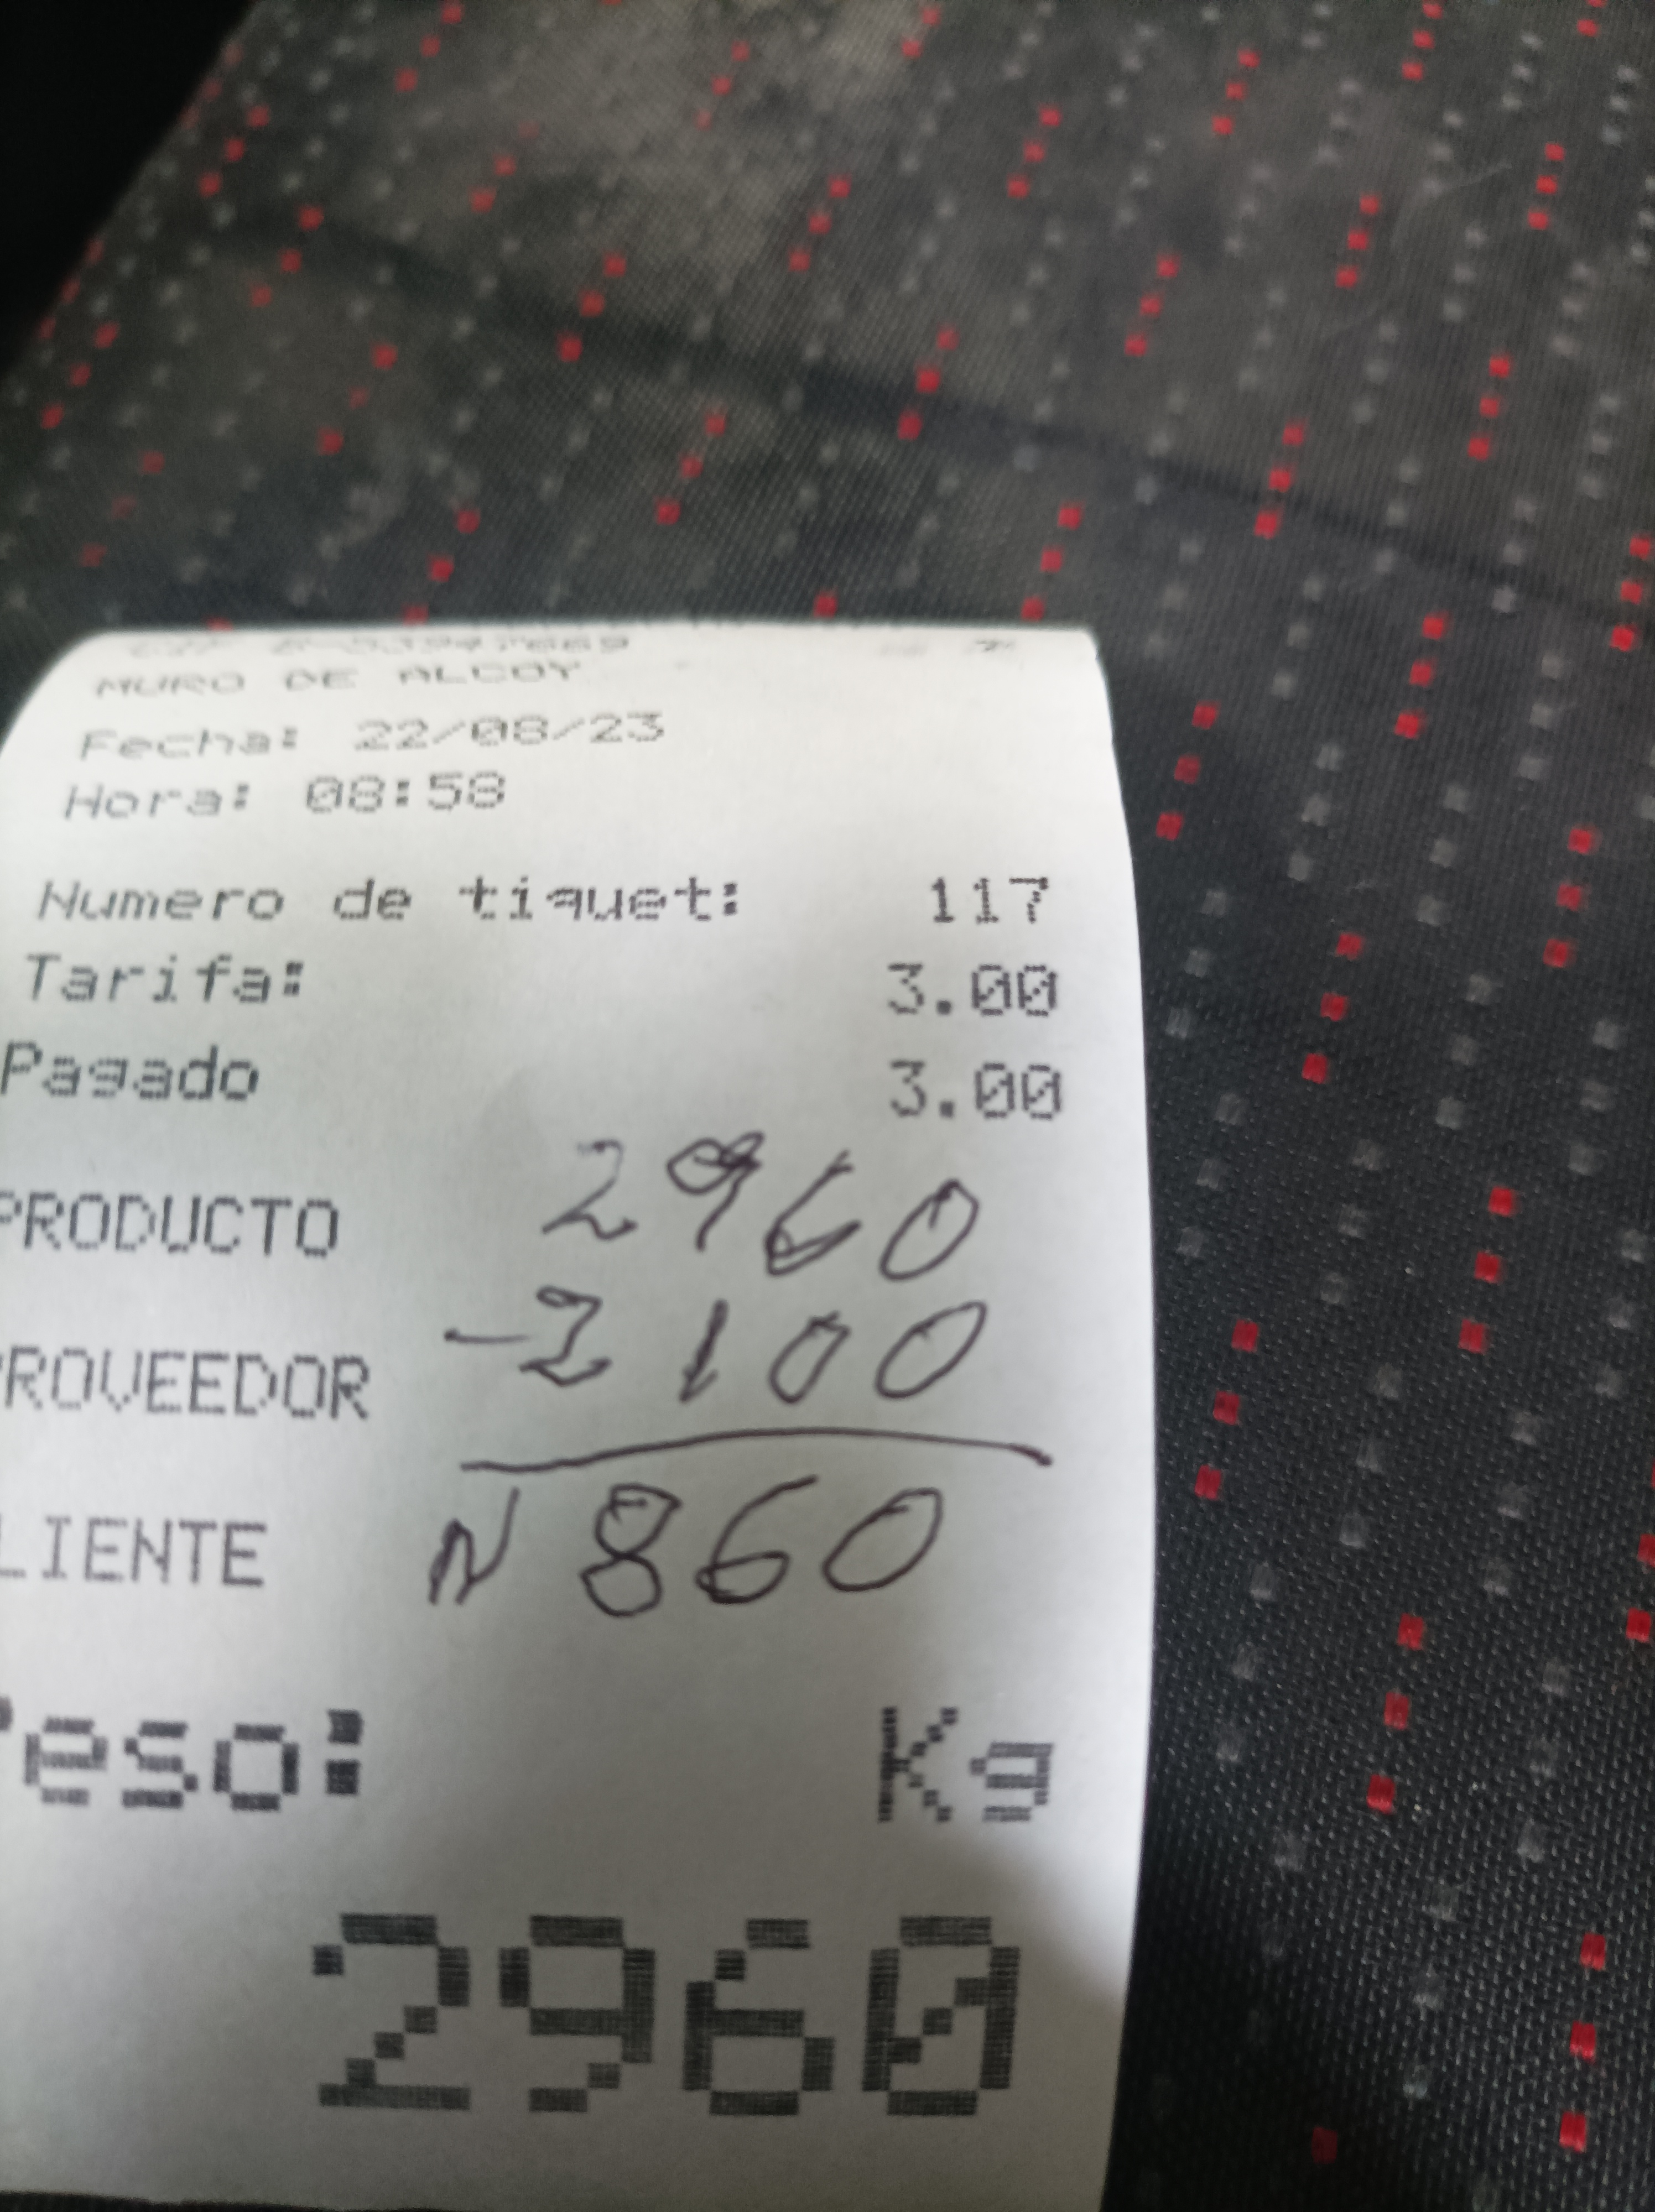 MURO DE ALCOY
Fecha: 22/08/23
Hora: 08:58
Numero de tiquet: 117
Tarifa: 3.00
Pagado 3.00
2960
PRODUCTO
-2100
ROVEEDOR
N 860
LIENTE
eso: Kg
2960